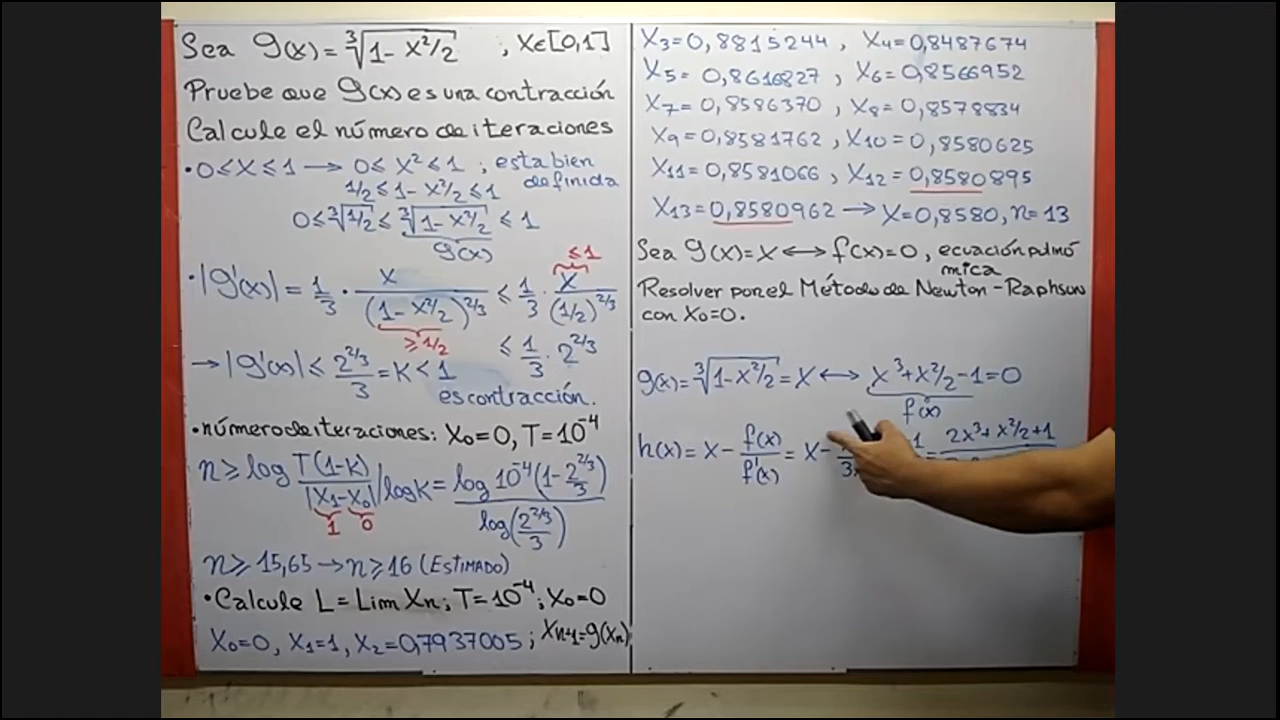 Sea g(x) = ∛(1 - x²/2) , x∈[0,1]
Pruebe que g(x) es una contracción
Calcule el número de iteraciones
• 0 ≤ x ≤ 1 → 0 ≤ x² ≤ 1 , esta bien definida
1/2 ≤ 1 - x²/2 ≤ 1
0 ≤ ∛(1/2) ≤ ∛(1 - x²/2) ≤ 1
g(x)
• |g'(x)| = 1/3 · x/(1 - x²/2)^(2/3) ≤ 1/3 · x/(1/2)^(2/3)
≤ 1
≥ 1/2
≤ 1/3 · 2^(2/3)
→ |g'(x)| ≤ 2^(2/3)/3 = K < 1
es contracción.
• número de iteraciones: X₀=0, T=10⁻⁴
n ≥ log T(1-K)/|X₁-X₀| / log K = log 10⁻⁴(1 - 2^(2/3)/3) / log(2^(2/3)/3)
1 0
n ≥ 15,65 → n ≥ 16 (ESTIMADO)
• Calcule L = Lim Xn ; T=10⁻⁴ ; X₀=0
X₀=0, X₁=1, X₂=0,7937005 ; Xn+1=g(Xn)
X₃=0,8815244 , X₄=0,8487674
X₅=0,8616827 , X₆=0,8566952
X₇=0,8586370 , X₈=0,8578834
X₉=0,8581762 , X₁₀=0,8580625
X₁₁=0,8581066 , X₁₂=0,8580895
X₁₃=0,8580962 → X=0,8580, n=13
Sea g(x)=x ↔ f(x)=0 , ecuación pulmó
mica
Resolver por el Método de Newton-Raphson
con X₀=0.
g(x) = ∛(1 - x²/2) = x ↔ x³ + x²/2 - 1 = 0
f(x)
h(x) = x - f(x)/f'(x) = x -
= 2x³ + x²/2 + 1